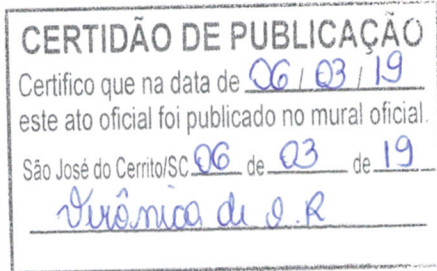 CERTIDÃO DE PUBLICAÇÃO
Certifico que na data de 06 / 03 / 19
este ato oficial foi publicado no mural oficial.
São José do Cerrito/SC 06 de 03 de 19
Virônica de O. R